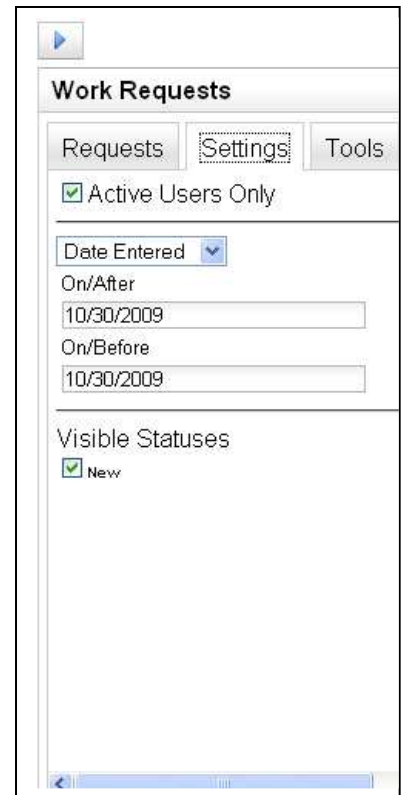 Work Requests
Requests Settings Tools
Active Users Only
Date Entered
On/After
10/30/2009
On/Before
10/30/2009
Visible Statuses
New